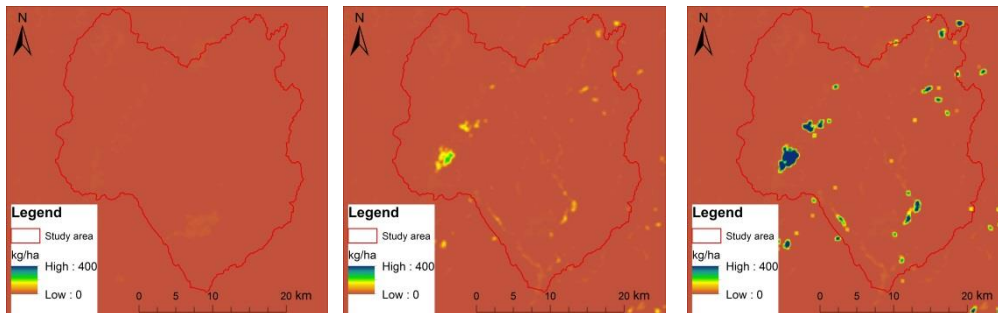 N
Legend
Study area
kg/ha
High : 400
Low : 0
0 5 10 20 km
N
Legend
Study area
kg/ha
High : 400
Low : 0
0 5 10 20 km
N
Legend
Study area
kg/ha
High : 400
Low : 0
0 5 10 20 km